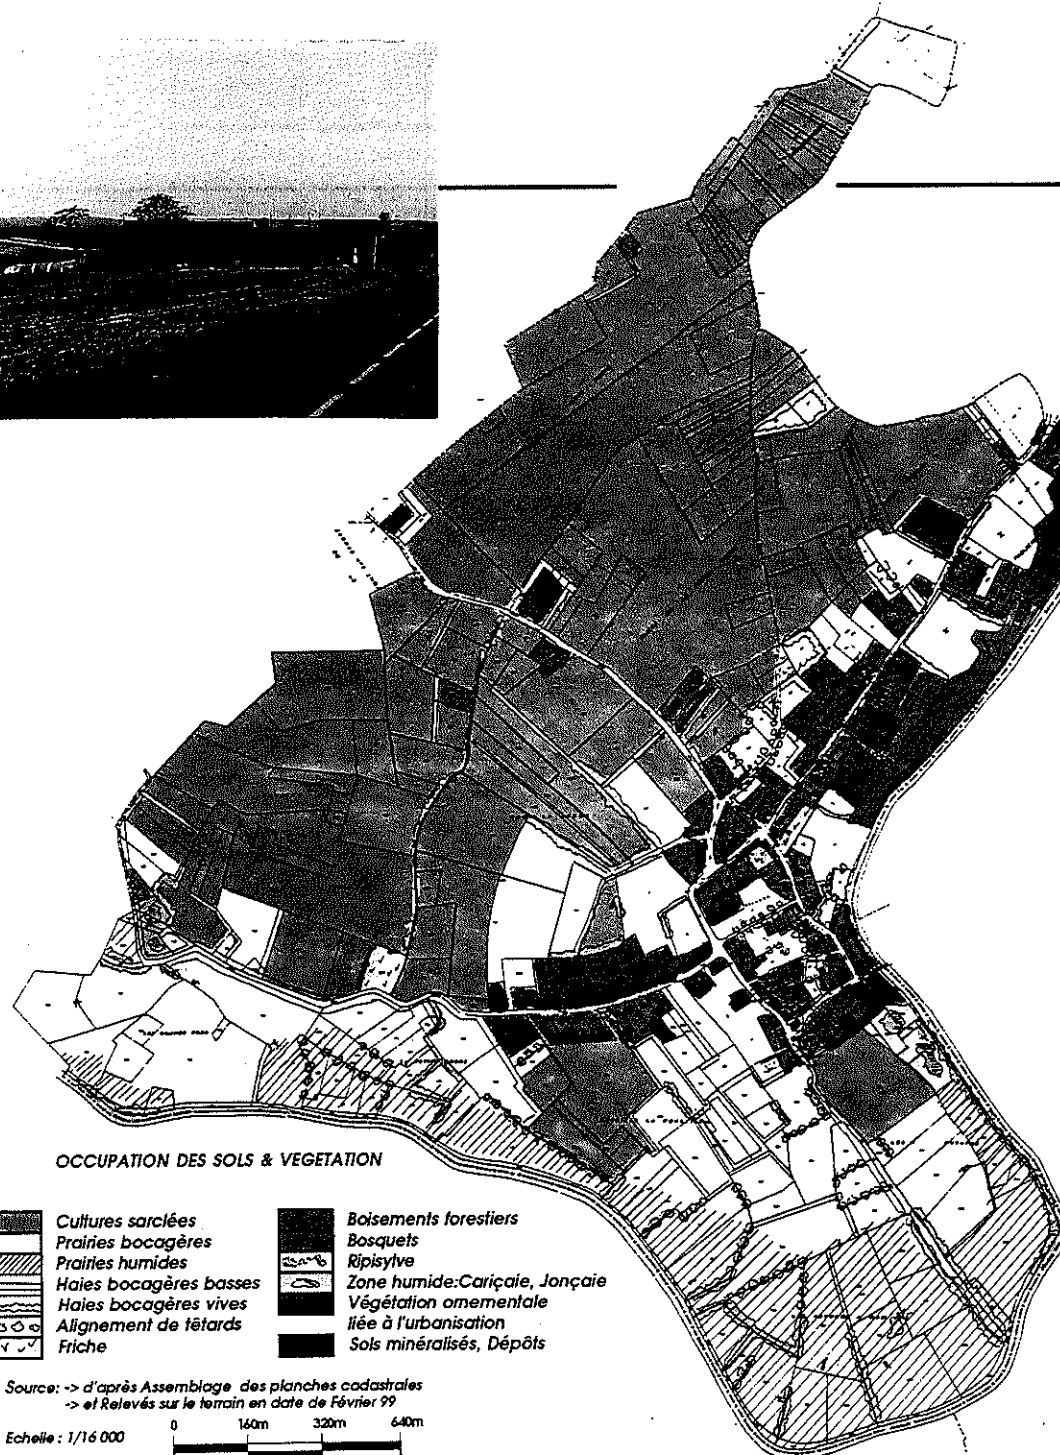 OCCUPATION DES SOLS & VEGETATION
Cultures sarclées
Prairies bocagères
Prairies humides
Haies bocagères basses
Haies bocagères vives
Alignement de têtards
Friche
Boisements forestiers
Bosquets
Ripisylve
Zone humide:Cariçaie, Jonçaie
Végétation ornementale
liée à l'urbanisation
Sols minéralisés, Dépôts
Source: -> d'après Assemblage des planches cadastrales
-> et Relevés sur le terrain en date de Février 99
Echelle : 1/16 000
0 160m 320m 640m